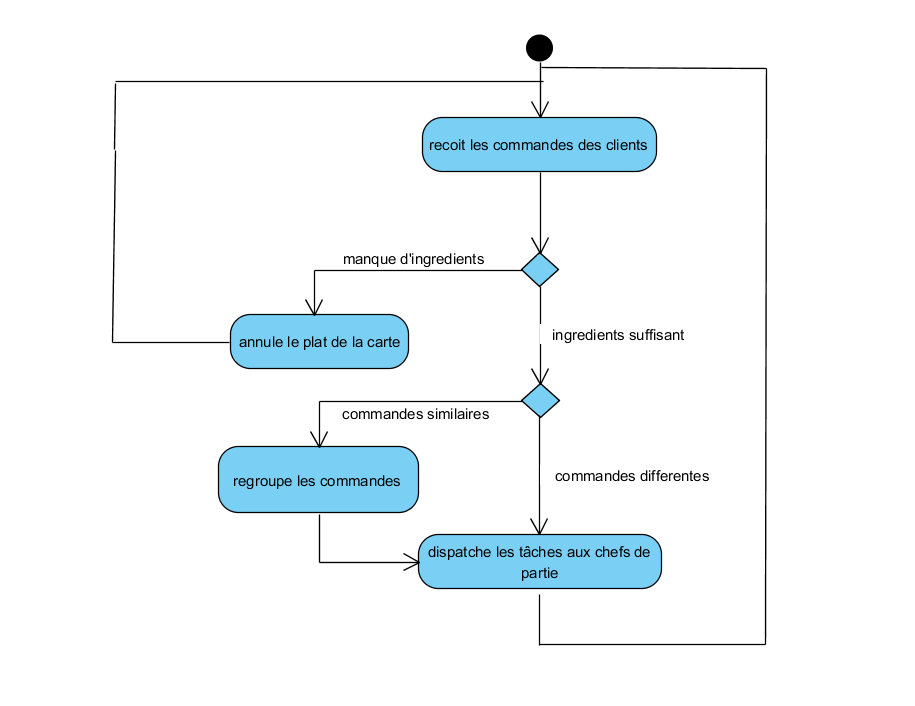 recoit les commandes des clients
manque d'ingredients
ingredients suffisant
annule le plat de la carte
commandes similaires
regroupe les commandes
commandes differentes
dispatche les tâches aux chefs de
partie